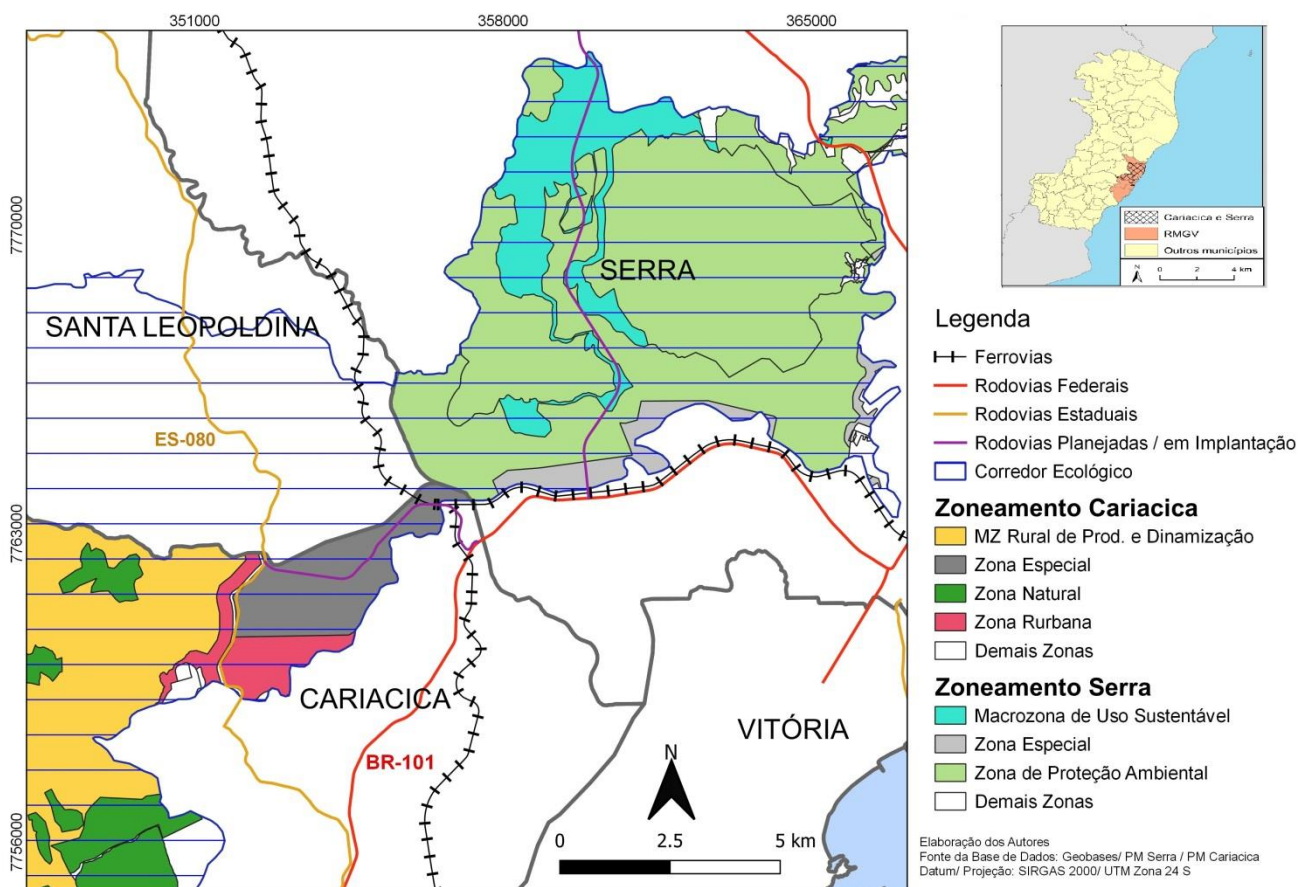 351000
358000
365000
7770000
7763000
7756000
SERRA
SANTA LEOPOLDINA
ES-080
CARIACICA
BR-101
VITÓRIA
N
0
2.5
5 km
Cariacica e Serra
RMGV
Outros municípios
N
0 2 4 km
Legenda
Ferrovias
Rodovias Federais
Rodovias Estaduais
Rodovias Planejadas / em Implantação
Corredor Ecológico
Zoneamento Cariacica
MZ Rural de Prod. e Dinamização
Zona Especial
Zona Natural
Zona Rurbana
Demais Zonas
Zoneamento Serra
Macrozona de Uso Sustentável
Zona Especial
Zona de Proteção Ambiental
Demais Zonas
Elaboração dos Autores
Fonte da Base de Dados: Geobases/ PM Serra / PM Cariacica
Datum/ Projeção: SIRGAS 2000/ UTM Zona 24 S